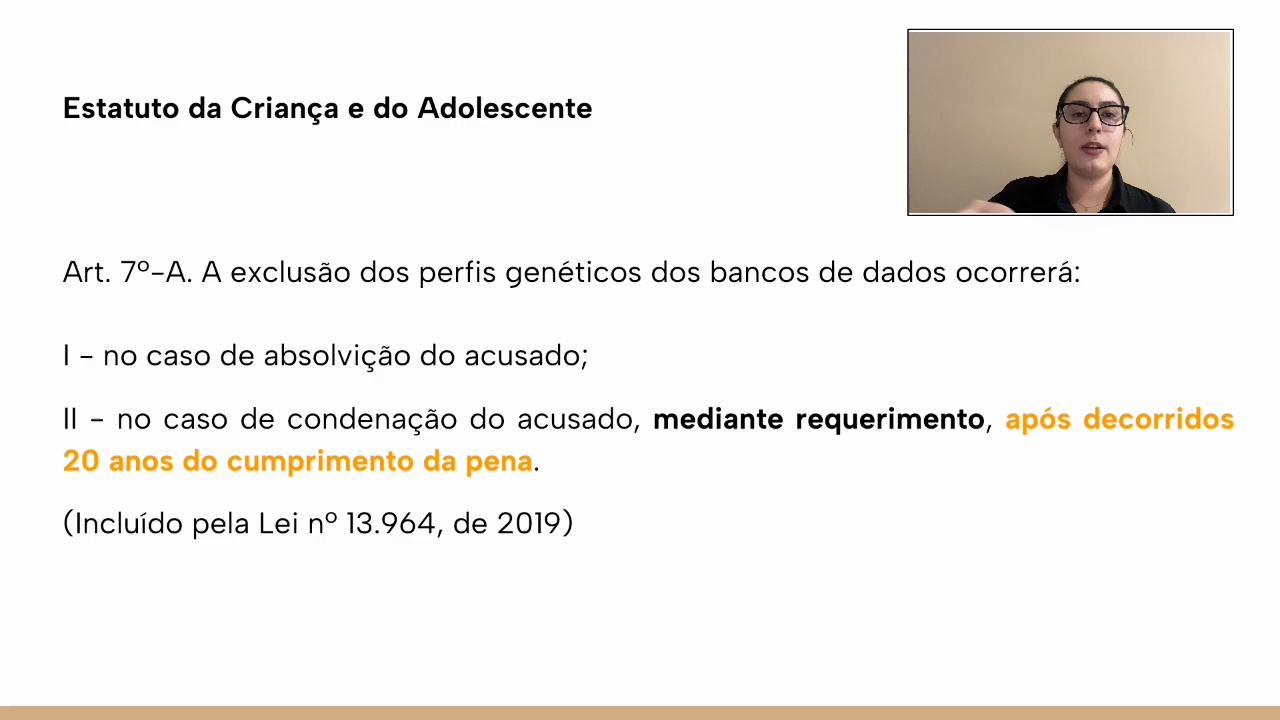 Estatuto da Criança e do Adolescente
Art. 7º-A. A exclusão dos perfis genéticos dos bancos de dados ocorrerá:
I - no caso de absolvição do acusado;
II - no caso de condenação do acusado, mediante requerimento, após decorridos
20 anos do cumprimento da pena.
(Incluído pela Lei nº 13.964, de 2019)